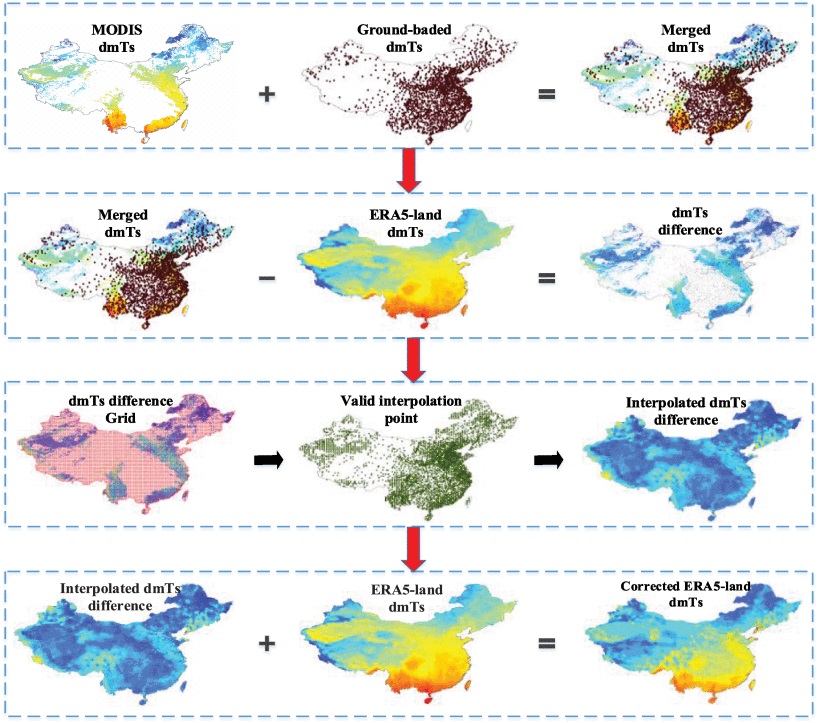 MODIS
dmTs
+
Ground-baded
dmTs
=
Merged
dmTs
Merged
dmTs
−
ERA5-land
dmTs
=
dmTs
difference
dmTs difference
Grid
Valid interpolation
point
Interpolated dmTs
difference
Interpolated dmTs
difference
+
ERA5-land
dmTs
=
Corrected ERA5-land
dmTs